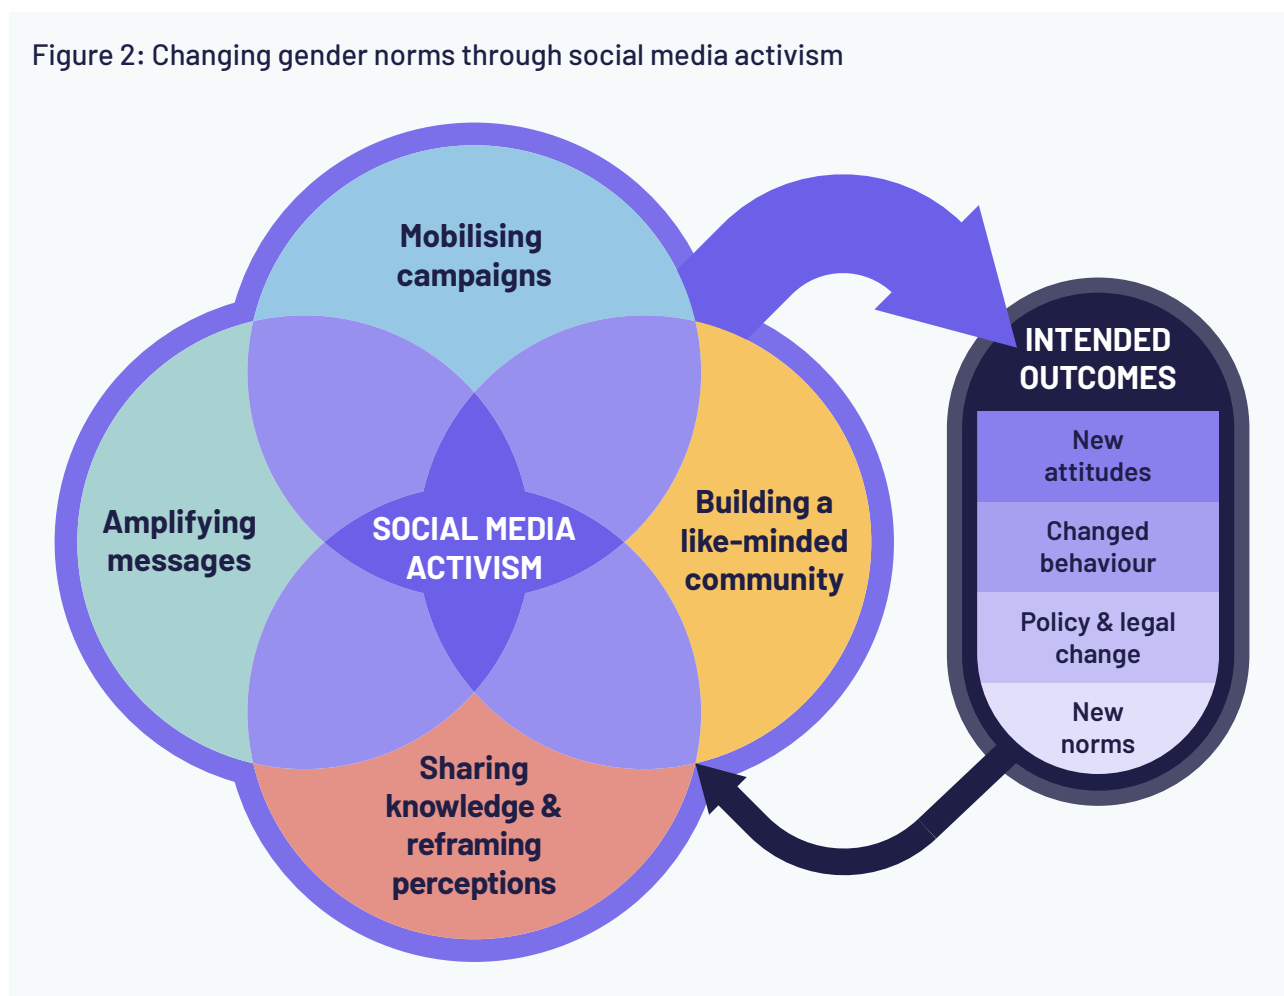 Figure 2: Changing gender norms through social media activism
Mobilising
campaigns
Amplifying
messages
SOCIAL MEDIA
ACTIVISM
Building a
like-minded
community
Sharing
knowledge &
reframing
perceptions
INTENDED
OUTCOMES
New
attitudes
Changed
behaviour
Policy & legal
change
New
norms